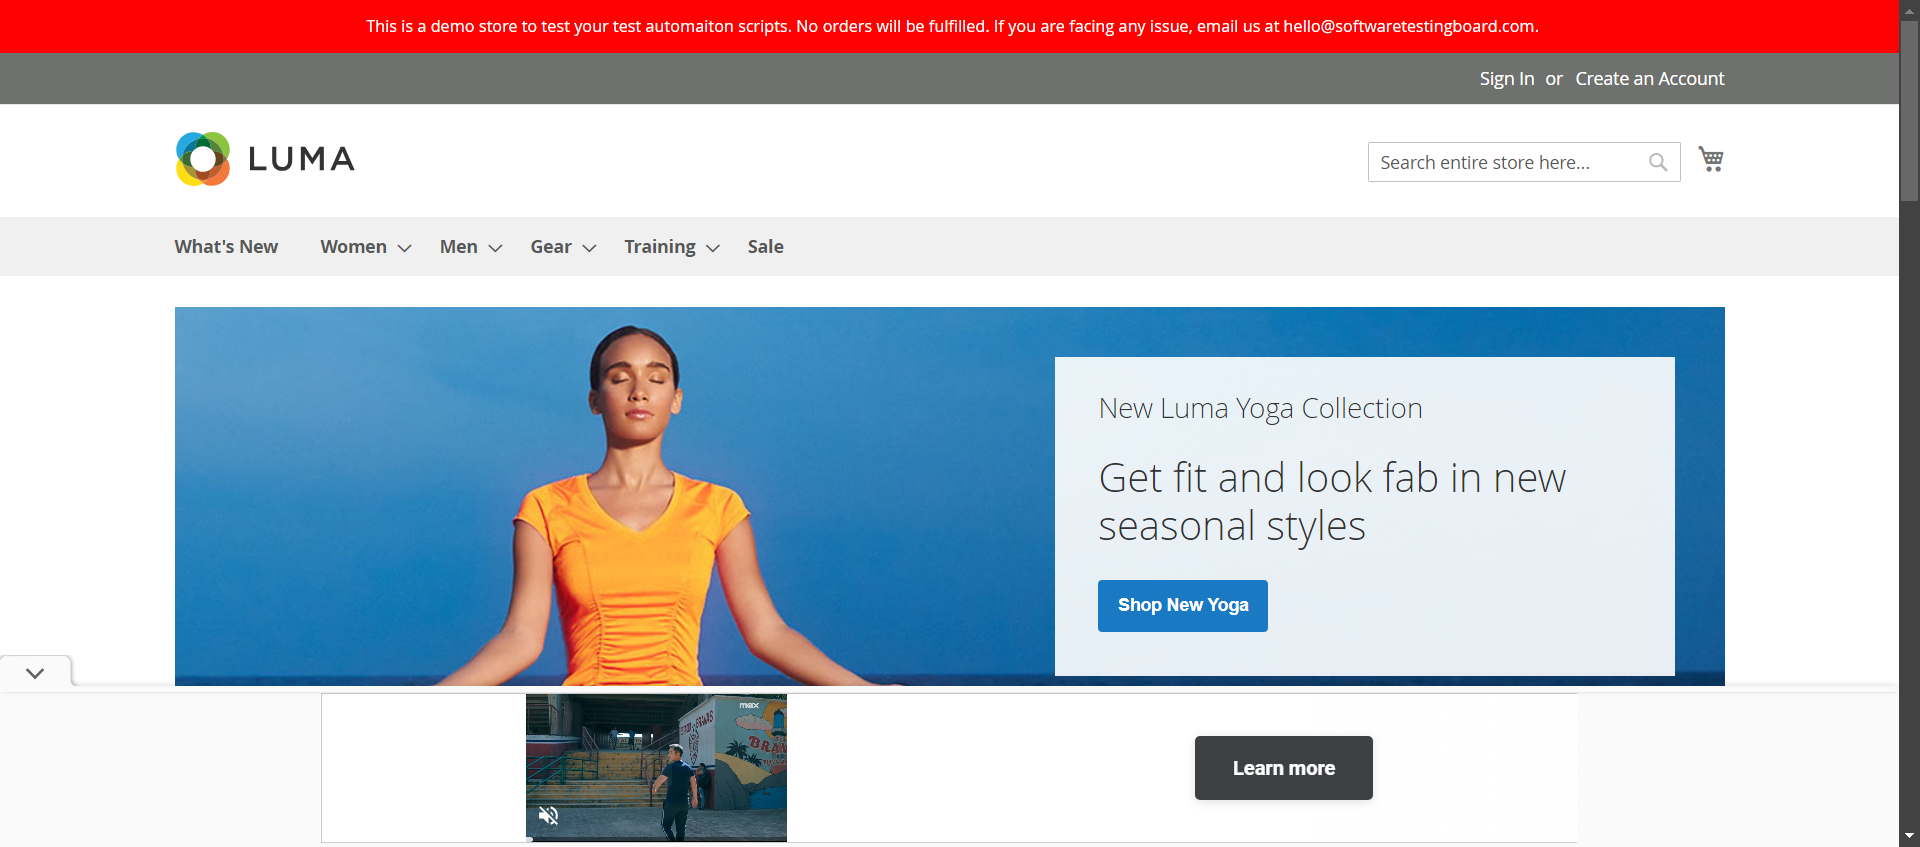 This is a demo store to test your test automaiton scripts. No orders will be fulfilled. If you are facing any issue, email us at hello@softwaretestingboard.com.
Sign In or Create an Account
LUMA
Search entire store here...
What's New Women Men Gear Training Sale
New Luma Yoga Collection
Get fit and look fab in new
seasonal styles
Shop New Yoga
max
Learn more